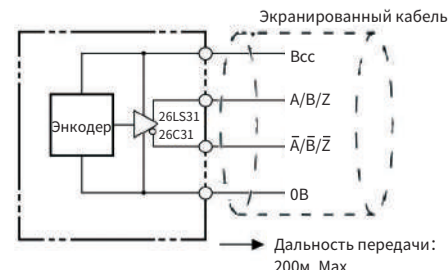 Экранированный кабель
Bcc
Энкодер
26LS31
26C31
A/B/Z
A̅/B̅/Z̅
0В
Дальность передачи:
200м Max